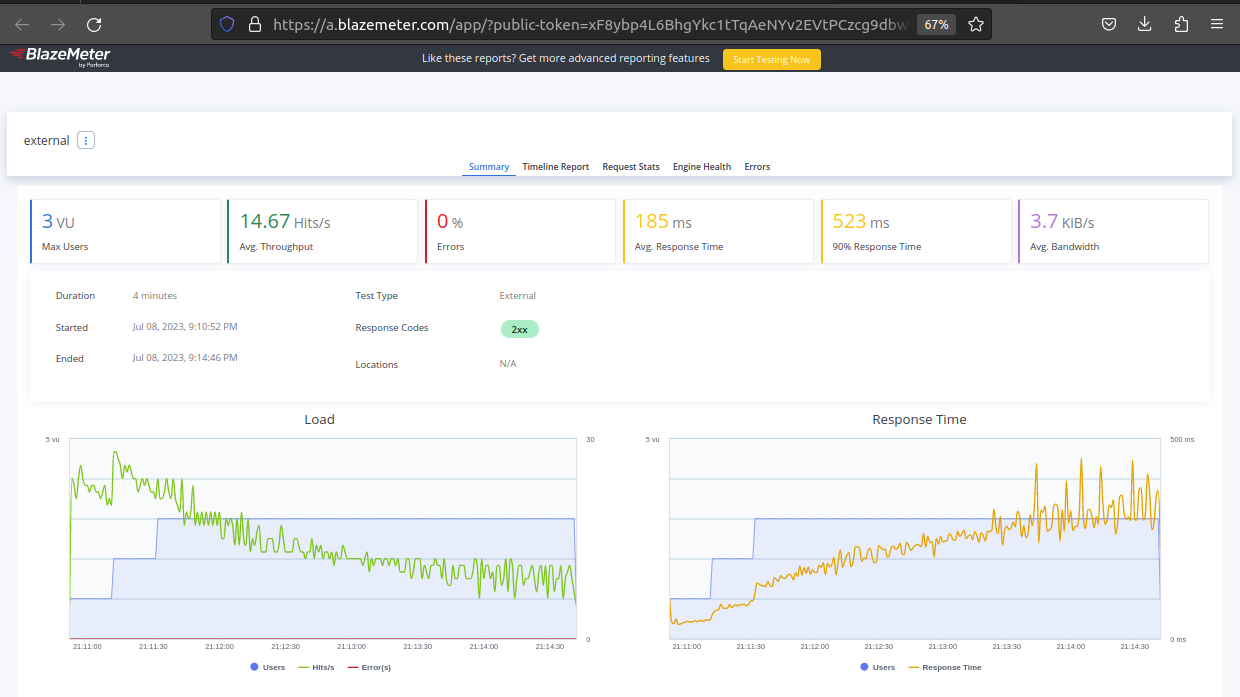 https://a.blazemeter.com/app/?public-token=xF8ybp4L6BhgYkc1tTqAeNYv2EVtPCzcg9dbw
67%
BlazeMeter
by Perforce
Like these reports? Get more advanced reporting features
Start Testing Now
external
Summary Timeline Report Request Stats Engine Health Errors
3 VU
Max Users
14.67 Hits/s
Avg. Throughput
0 %
Errors
185 ms
Avg. Response Time
523 ms
90% Response Time
3.7 KiB/s
Avg. Bandwidth
Duration 4 minutes
Started Jul 08, 2023, 9:10:52 PM
Ended Jul 08, 2023, 9:14:46 PM
Test Type External
Response Codes 2xx
Locations N/A
Load
5 vu 30
0
21:11:00 21:11:30 21:12:00 21:12:30 21:13:00 21:13:30 21:14:00 21:14:30
Users Hits/s Error(s)
Response Time
5 vu 500 ms
0 ms
21:11:00 21:11:30 21:12:00 21:12:30 21:13:00 21:13:30 21:14:00 21:14:30
Users Response Time